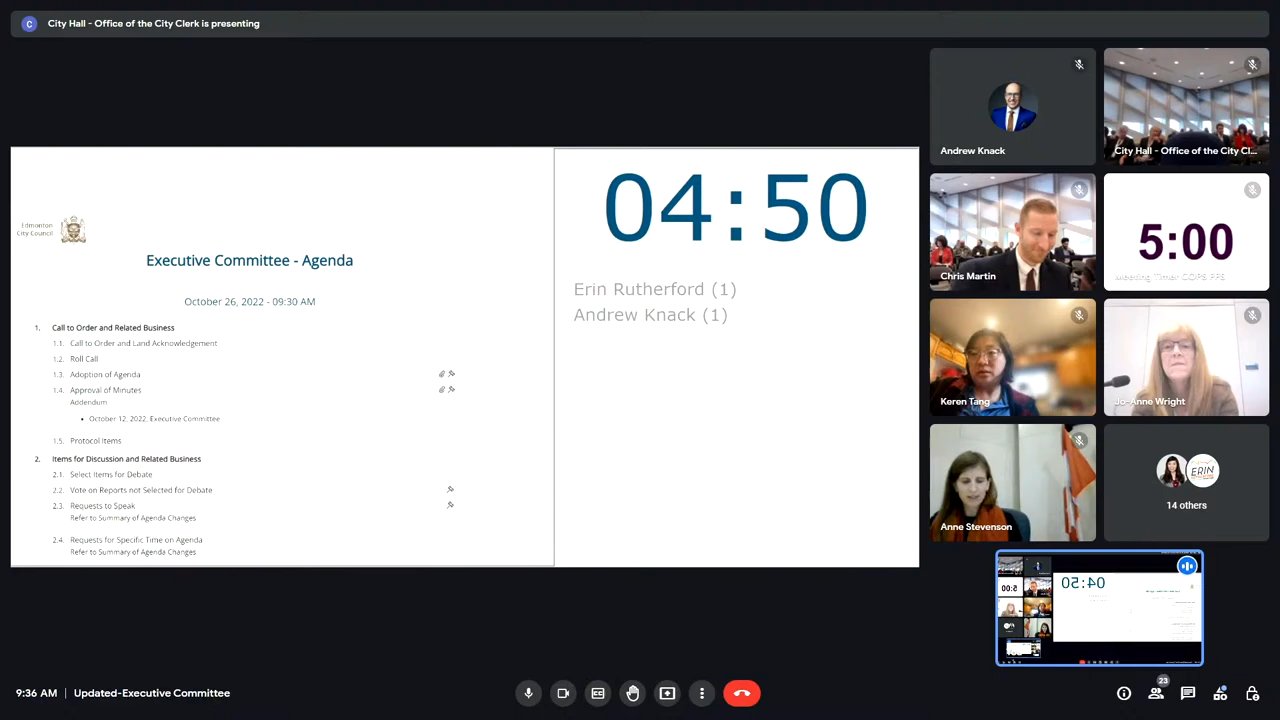 C
City Hall - Office of the City Clerk is presenting
Edmonton
City Council
Executive Committee - Agenda
October 26, 2022 - 09:30 AM
1. Call to Order and Related Business
1.1. Call to Order and Land Acknowledgement
1.2. Roll Call
1.3. Adoption of Agenda
1.4. Approval of Minutes
Addendum
• October 12, 2022, Executive Committee
1.5. Protocol Items
2. Items for Discussion and Related Business
2.1. Select Items for Debate
2.2. Vote on Reports not Selected for Debate
2.3. Requests to Speak
Refer to Summary of Agenda Changes
2.4. Requests for Specific Time on Agenda
Refer to Summary of Agenda Changes
04:50
Erin Rutherford (1)
Andrew Knack (1)
Andrew Knack
City Hall - Office of the City Cl...
Chris Martin
5:00
Meeting Timer
Keren Tang
Jo-Anne Wright
Anne Stevenson
ERIN
14 others
5:00
04:50
9:36 AM | Updated-Executive Committee
23